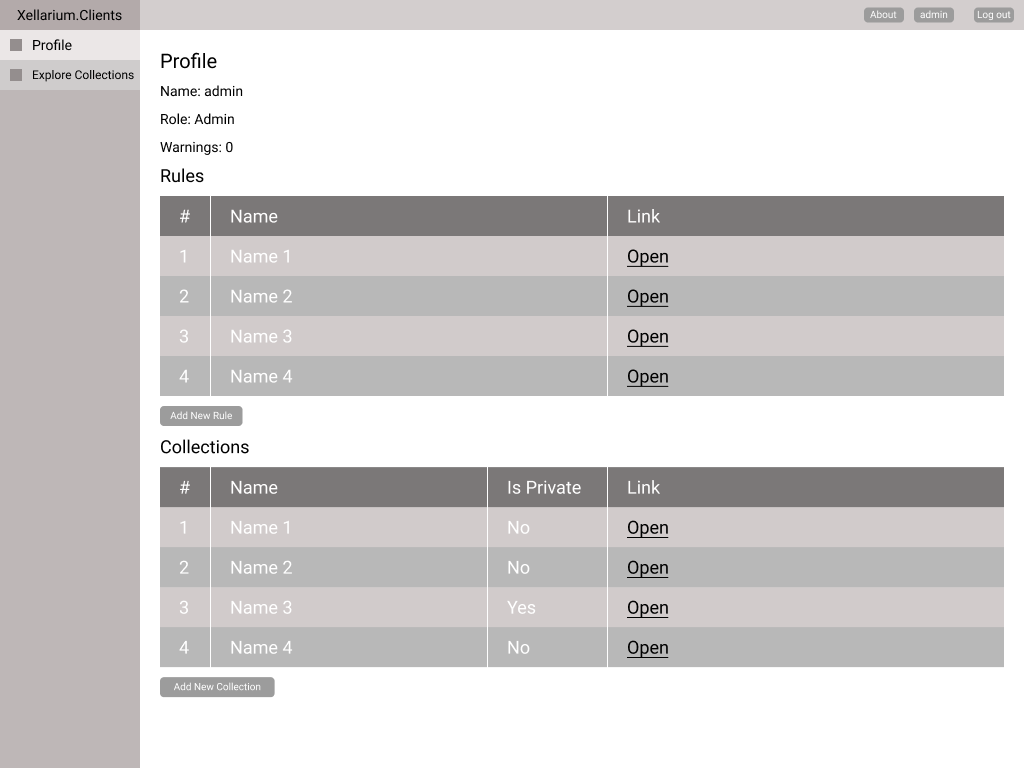 Xellarium.Clients
About admin Log out
Profile
Explore Collections
Profile
Name: admin
Role: Admin
Warnings: 0
Rules
# Name Link
1 Name 1 Open
2 Name 2 Open
3 Name 3 Open
4 Name 4 Open
Add New Rule
Collections
# Name Is Private Link
1 Name 1 No Open
2 Name 2 No Open
3 Name 3 Yes Open
4 Name 4 No Open
Add New Collection